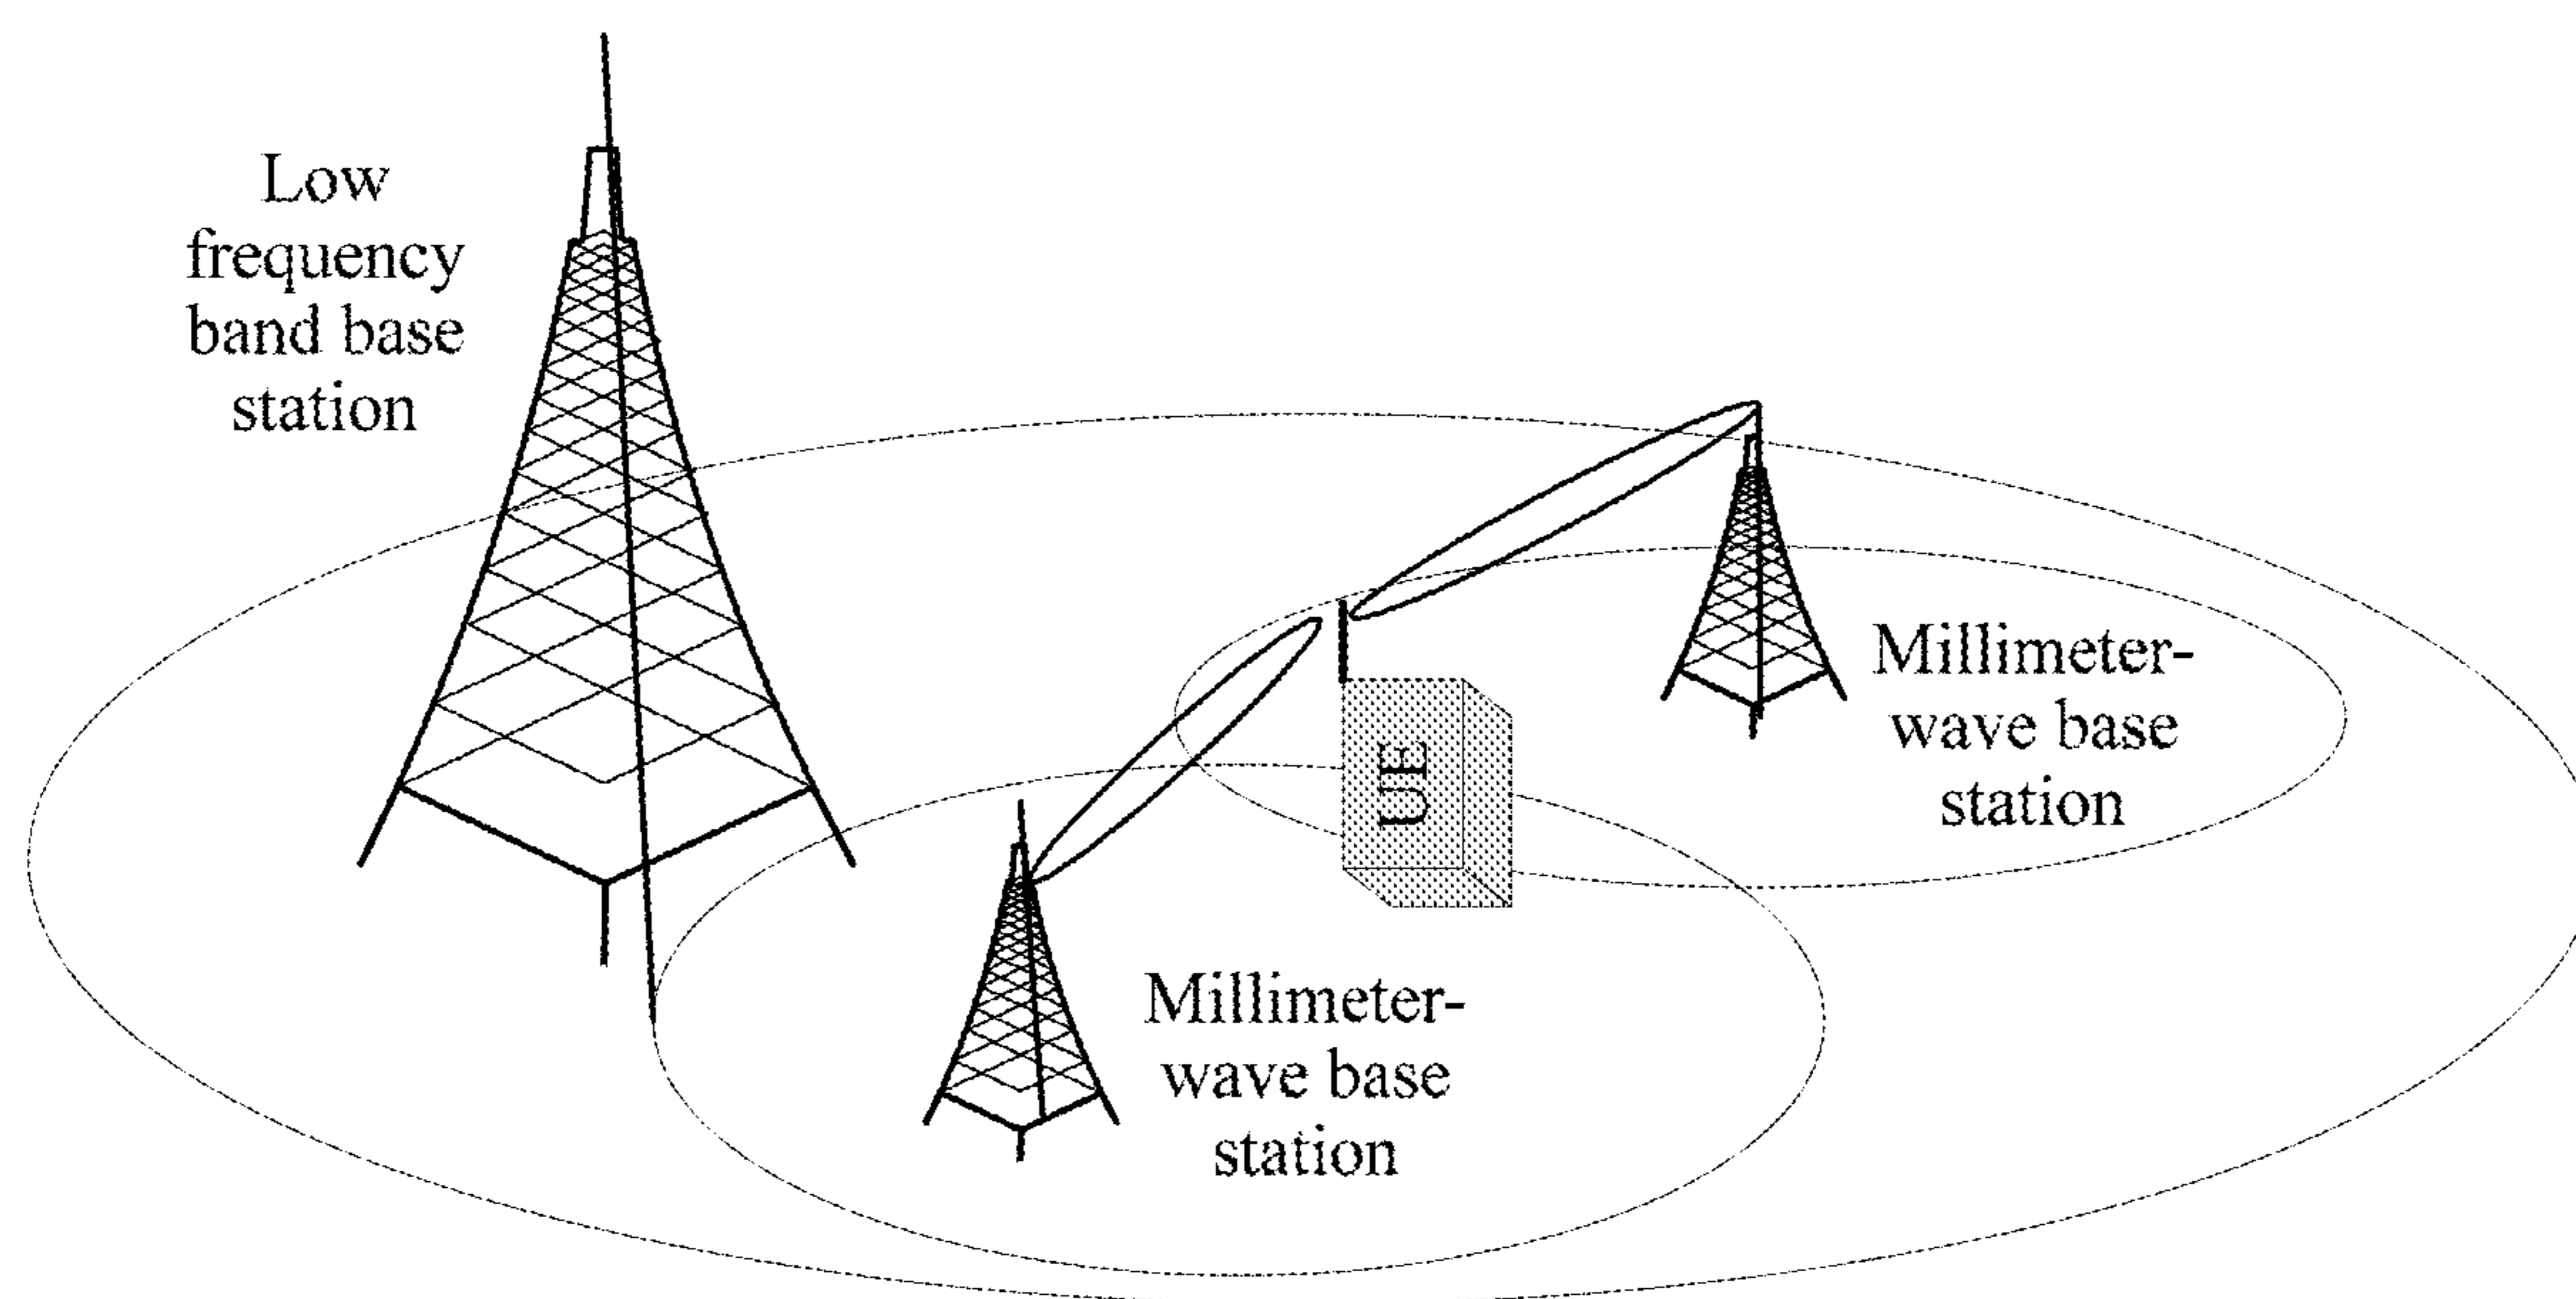 Low
frequency
band base
station
Millimeter-
wave base
station
UE
Millimeter-
wave base
station